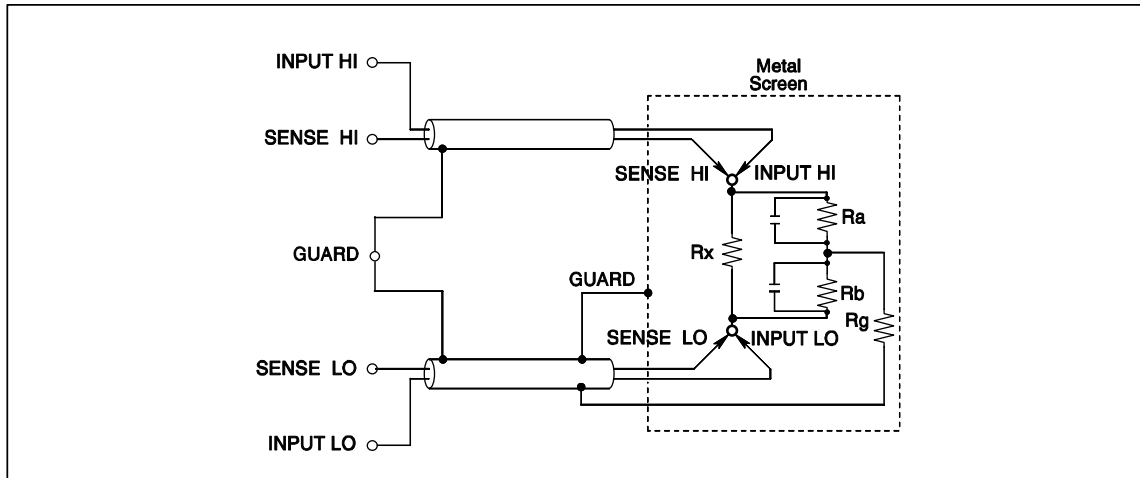 INPUT HI
Metal
Screen
SENSE HI
SENSE HI
INPUT HI
Ra
Rx
GUARD
GUARD
Rb
Rg
SENSE LO
INPUT LO
SENSE LO
INPUT LO